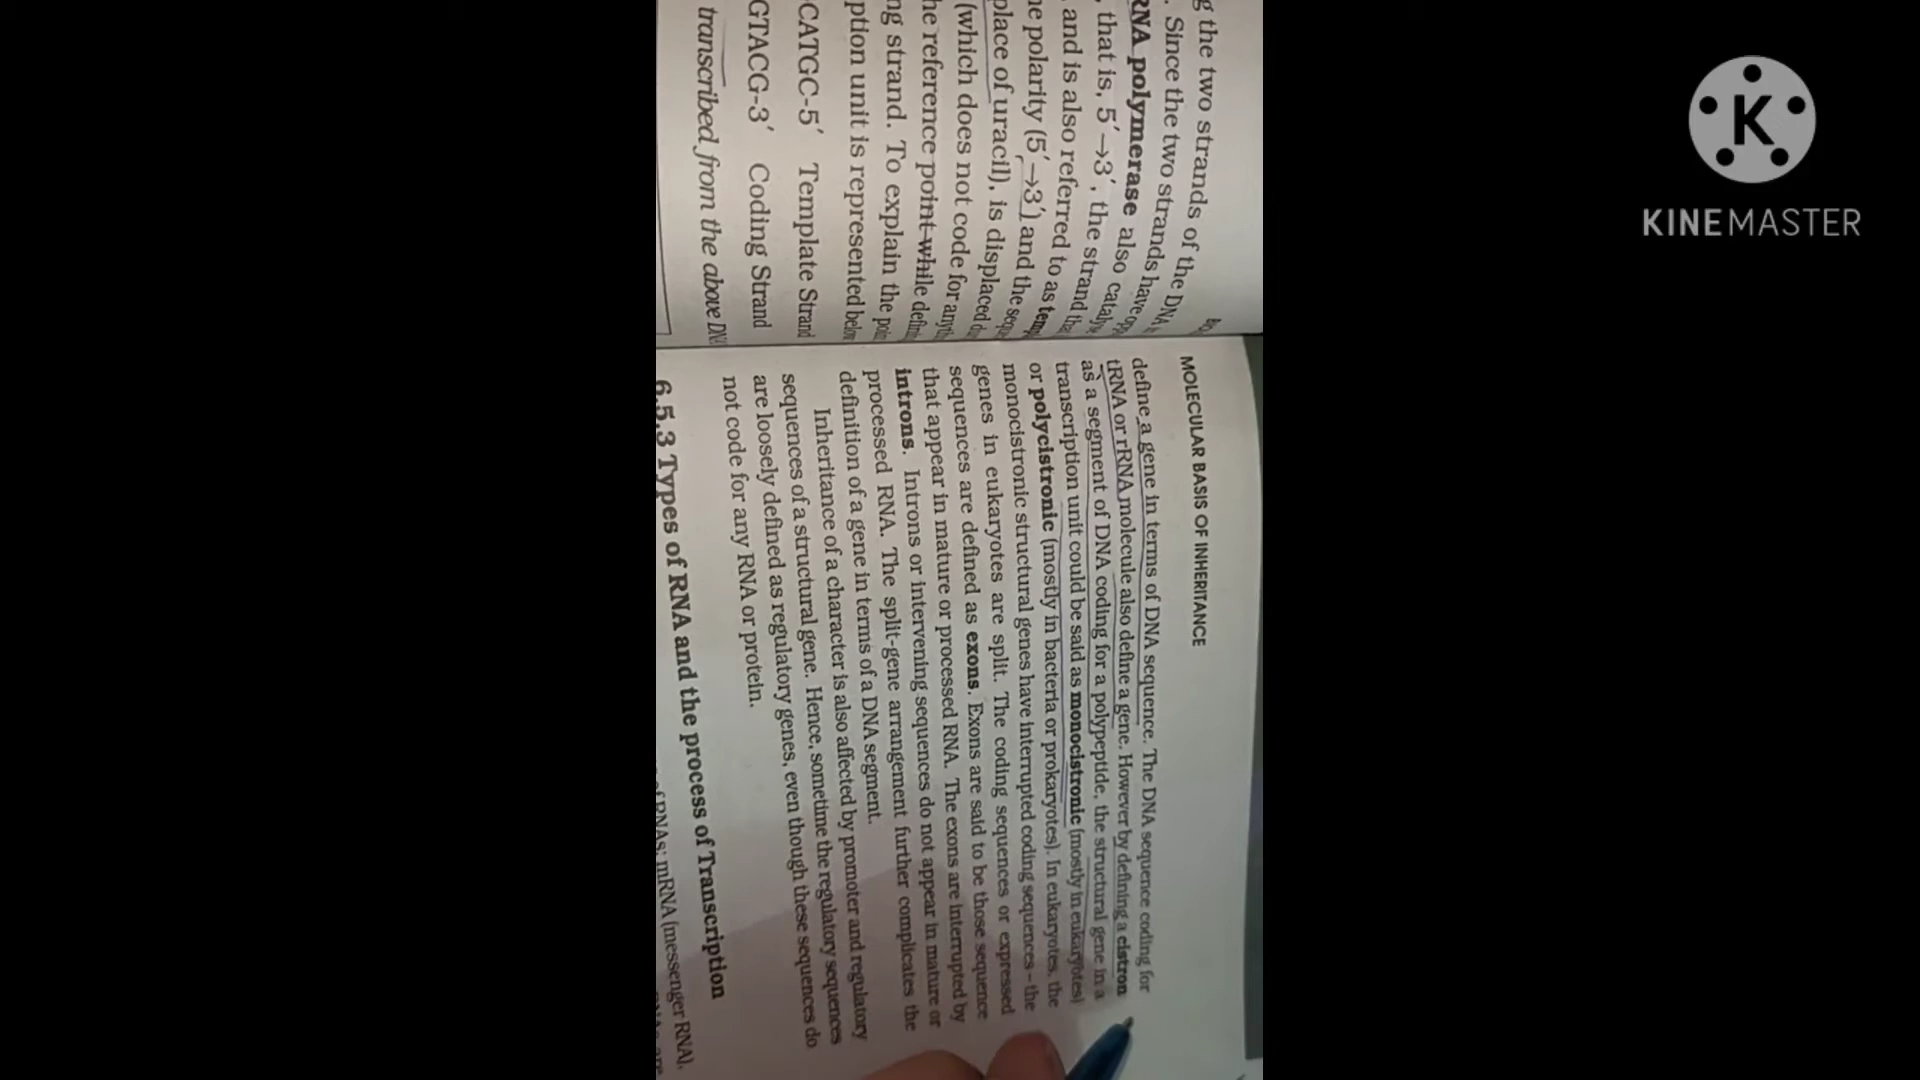 g the two strands of the DNA
. Since the two strands have
RNA polymerase also
, that is, 5′→3′, the strand
, and is also referred to as
e polarity (5′→3′) and the
place of uracil), is displaced
(which does not code for
he reference point while
ng strand. To explain the
ption unit is represented below
CATGC-5′ Template Strand
GTACG-3′ Coding Strand
transcribed from the above
MOLECULAR BASIS OF INHERITANCE
define a gene in terms of DNA sequence. The DNA sequence coding for
tRNA or rRNA molecule also define a gene. However by defining a cistron
as a segment of DNA coding for a polypeptide, the structural gene in a
transcription unit could be said as monocistronic (mostly in eukaryotes)
or polycistronic (mostly in bacteria or prokaryotes). In eukaryotes, the
monocistronic structural genes have interrupted coding sequences – the
genes in eukaryotes are split. The coding sequences or expressed
sequences are defined as exons. Exons are said to be those sequence
that appear in mature or processed RNA. The exons are interrupted by
introns. Introns or intervening sequences do not appear in mature or
processed RNA. The split-gene arrangement further complicates the
definition of a gene in terms of a DNA segment.
Inheritance of a character is also affected by promoter and regulatory
sequences of a structural gene. Hence, sometime the regulatory sequences
are loosely defined as regulatory genes, even though these sequences do
not code for any RNA or protein.
6.5.3 Types of RNA and the process of Transcription
of RNAs: mRNA (messenger RNA),
K
KINEMASTER